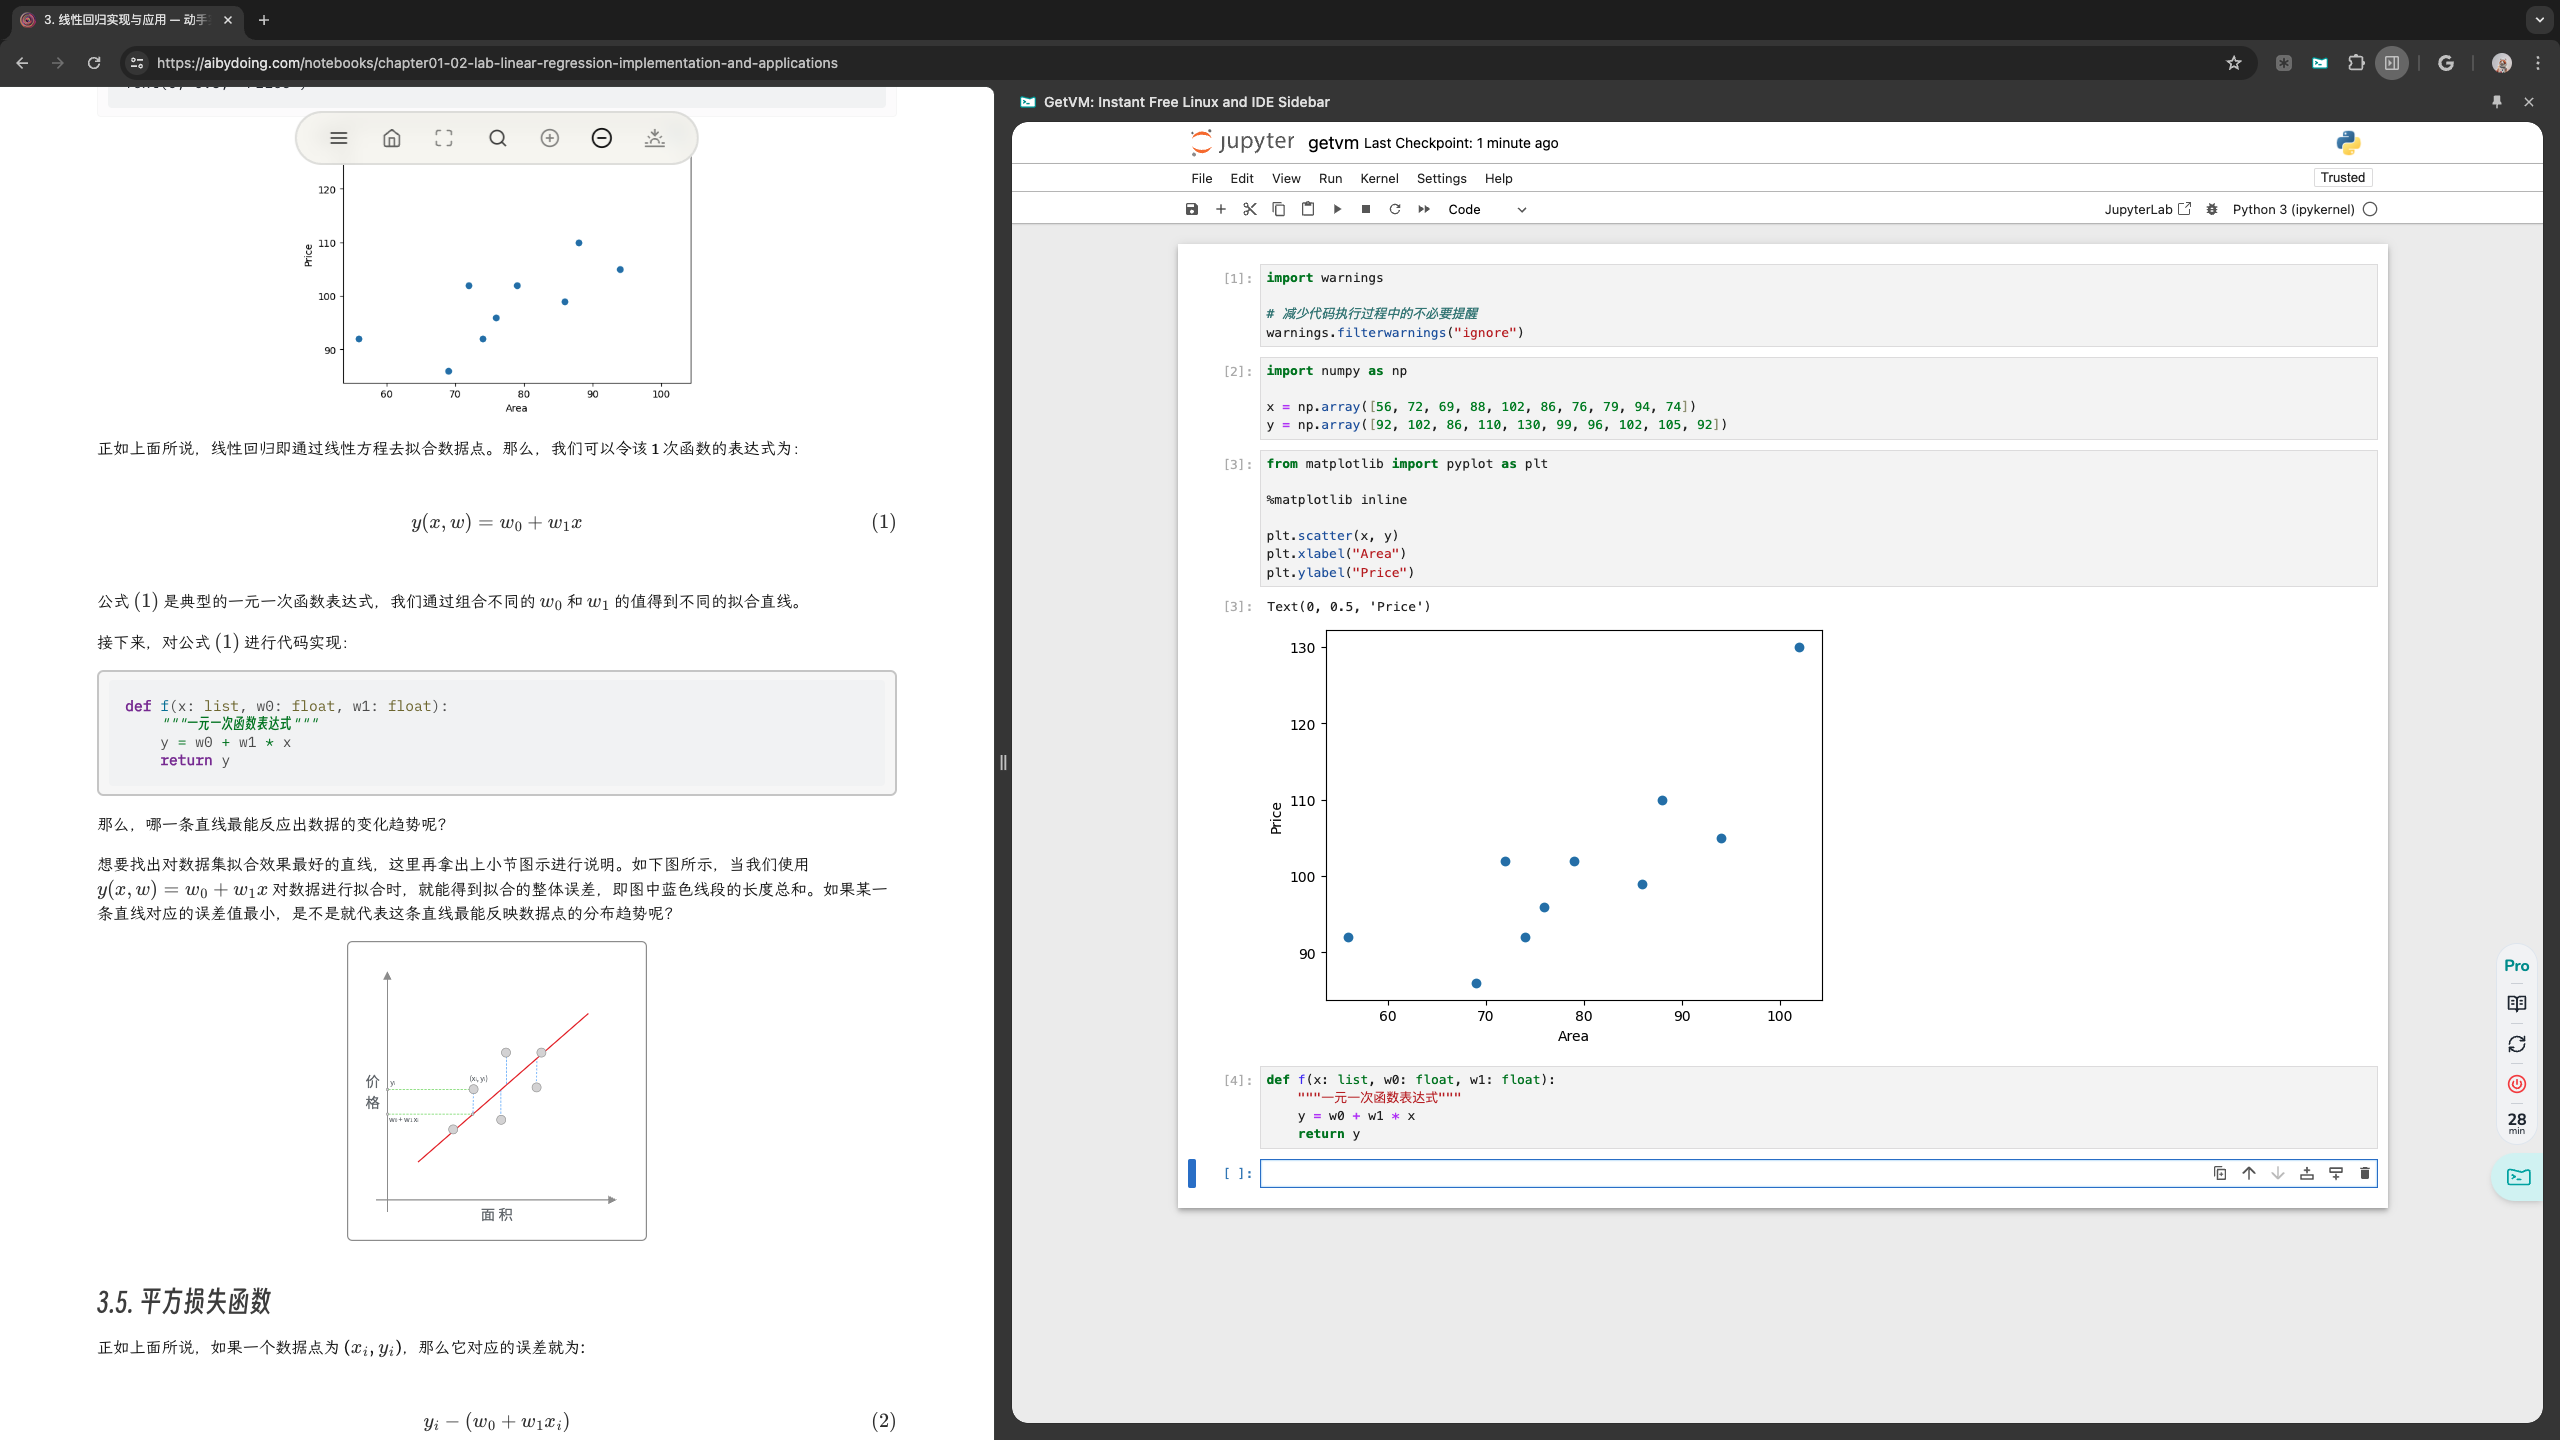 3. 线性回归实现与应用 — 动手
https://aibydoing.com/notebooks/chapter01-02-lab-linear-regression-implementation-and-applications
120
110
100
90
Price
60 70 80 90 100
Area
正如上面所说，线性回归即通过线性方程去拟合数据点。那么，我们可以令该 1 次函数的表达式为：
y(x, w) = w0 + w1x (1)
公式 (1) 是典型的一元一次函数表达式，我们通过组合不同的 w0 和 w1 的值得到不同的拟合直线。
接下来，对公式 (1) 进行代码实现：
def f(x: list, w0: float, w1: float):
"""一元一次函数表达式"""
y = w0 + w1 * x
return y
那么，哪一条直线最能反应出数据的变化趋势呢？
想要找出对数据集拟合效果最好的直线，这里再拿出上小节图示进行说明。如下图所示，当我们使用
y(x, w) = w0 + w1x 对数据进行拟合时，就能得到拟合的整体误差，即图中蓝色线段的长度总和。如果某一
条直线对应的误差值最小，是不是就代表这条直线最能反映数据点的分布趋势呢？
价格
yi
(xi, yi)
w0 + w1 xi
面积
3.5. 平方损失函数
正如上面所说，如果一个数据点为 (xi, yi)，那么它对应的误差就为:
yi − (w0 + w1xi) (2)
GetVM: Instant Free Linux and IDE Sidebar
jupyter getvm Last Checkpoint: 1 minute ago
File Edit View Run Kernel Settings Help
Trusted
Code
JupyterLab
Python 3 (ipykernel)
[1]: import warnings
# 减少代码执行过程中的不必要提醒
warnings.filterwarnings("ignore")
[2]: import numpy as np
x = np.array([56, 72, 69, 88, 102, 86, 76, 79, 94, 74])
y = np.array([92, 102, 86, 110, 130, 99, 96, 102, 105, 92])
[3]: from matplotlib import pyplot as plt
%matplotlib inline
plt.scatter(x, y)
plt.xlabel("Area")
plt.ylabel("Price")
[3]: Text(0, 0.5, 'Price')
130
120
110
100
90
Price
60 70 80 90 100
Area
[4]: def f(x: list, w0: float, w1: float):
"""一元一次函数表达式"""
y = w0 + w1 * x
return y
[ ]:
Pro
28
min